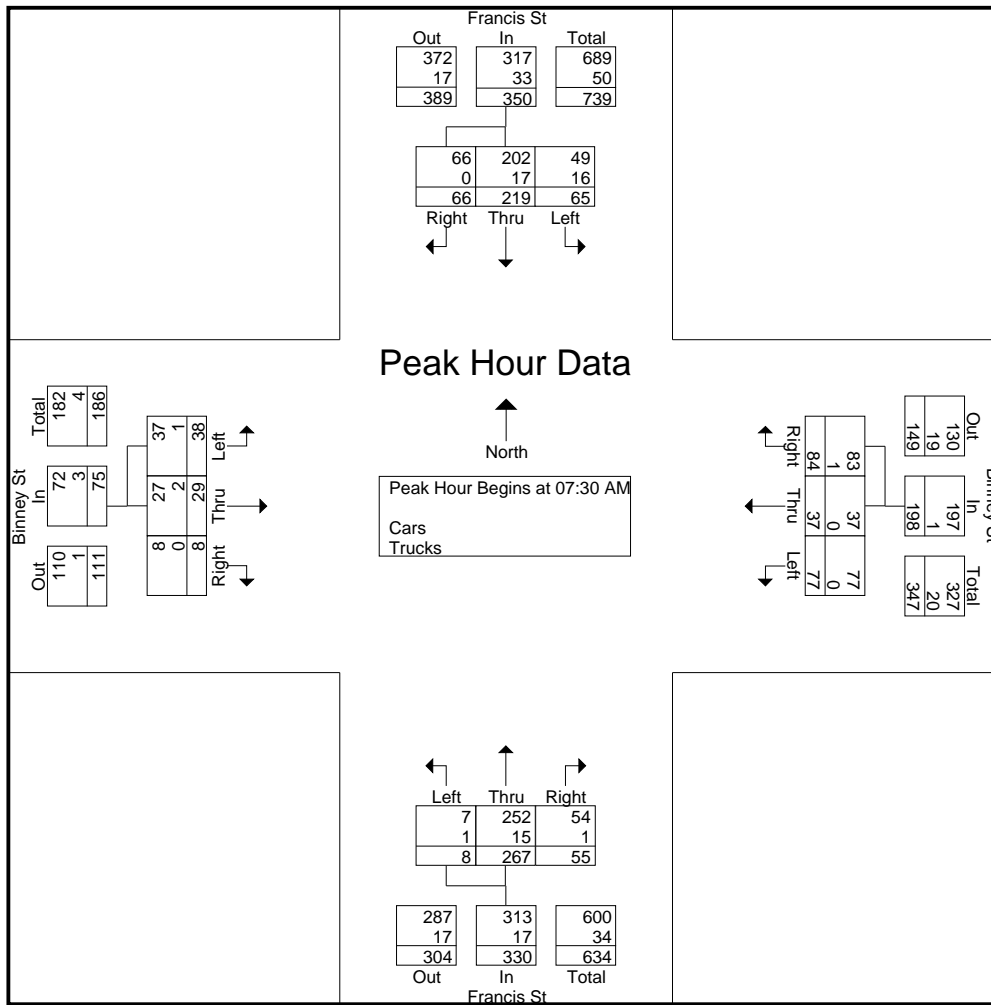 Francis St
Out In Total
372 317 689
17 33 50
389 350 739
66 202 49
0 17 16
66 219 65
Right Thru Left
Peak Hour Data
North
Peak Hour Begins at 07:30 AM
Cars
Trucks
Binney St
Total In Out
182 72 110
4 3 1
186 75 111
37 27 8
1 2 0
38 29 8
Left Thru Right
Right Thru Left
83 37 77
1 0 0
84 37 77
Out In Total
130 197 327
19 1 20
149 198 347
Binney St
Left Thru Right
7 252 54
1 15 1
8 267 55
287 313 600
17 17 34
304 330 634
Out In Total
Francis St